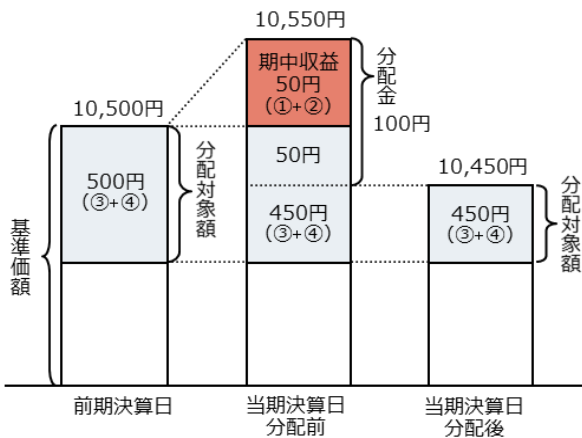 10,550円
期中収益
50円
(①+②)
分配金
100円
10,500円
500円
(③+④)
分配対象額
50円
450円
(③+④)
10,450円
450円
(③+④)
分配対象額
基準価額
前期決算日
当期決算日
分配前
当期決算日
分配後